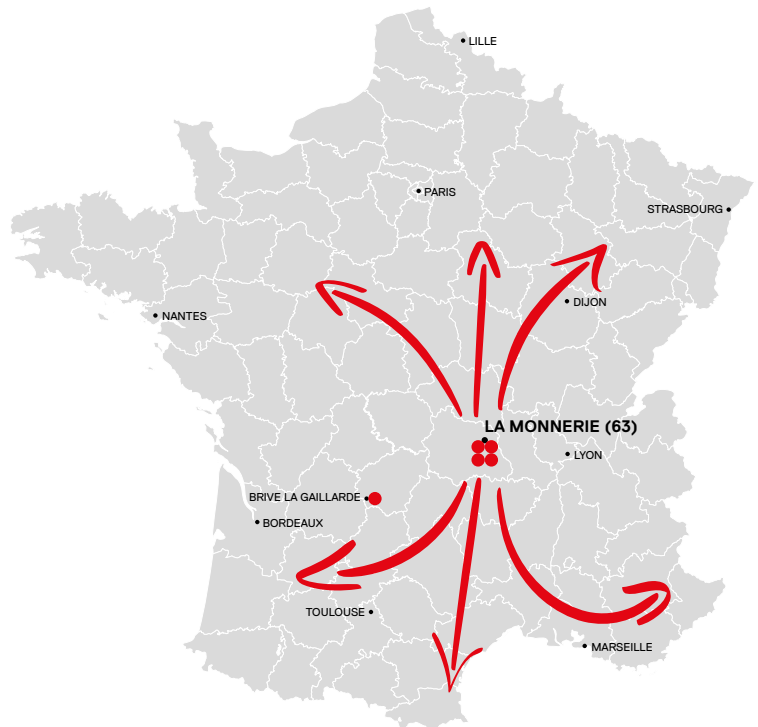 LILLE
PARIS
STRASBOURG
DIJON
NANTES
LA MONNERIE (63)
LYON
BRIVE LA GAILLARDE
BORDEAUX
TOULOUSE
MARSEILLE